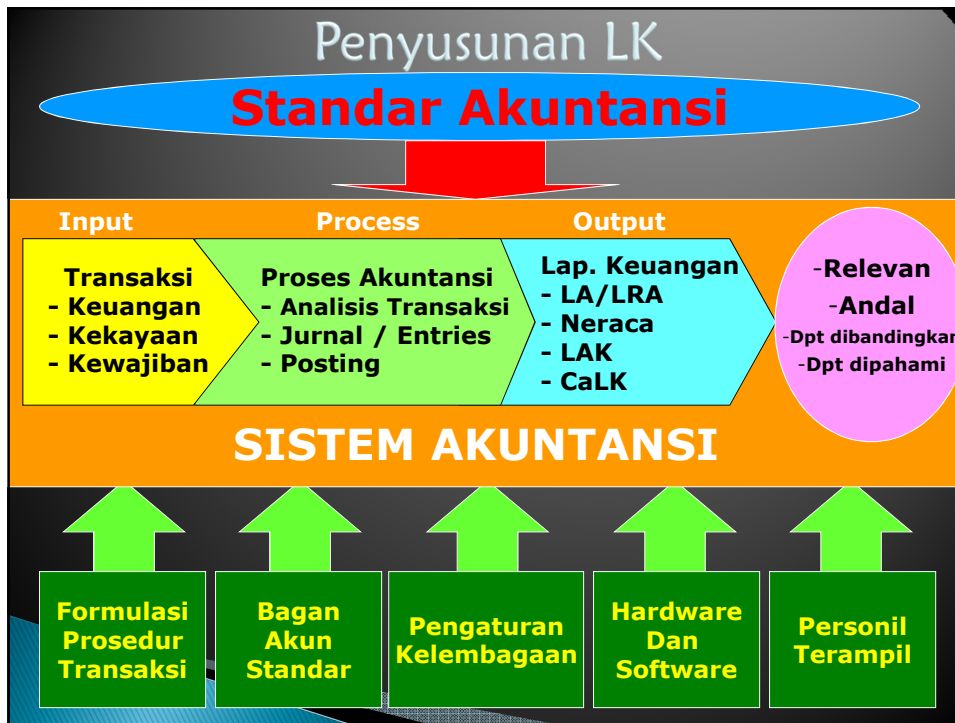 Penyusunan LK
Standar Akuntansi
Input
Process
Output
Transaksi
- Keuangan
- Kekayaan
- Kewajiban
Proses Akuntansi
- Analisis Transaksi
- Jurnal / Entries
- Posting
Lap. Keuangan
- LA/LRA
- Neraca
- LAK
- CaLK
-Relevan
-Andal
-Dpt dibandingkan
-Dpt dipahami
SISTEM AKUNTANSI
Formulasi
Prosedur
Transaksi
Bagan
Akun
Standar
Pengaturan
Kelembagaan
Hardware
Dan
Software
Personil
Terampil